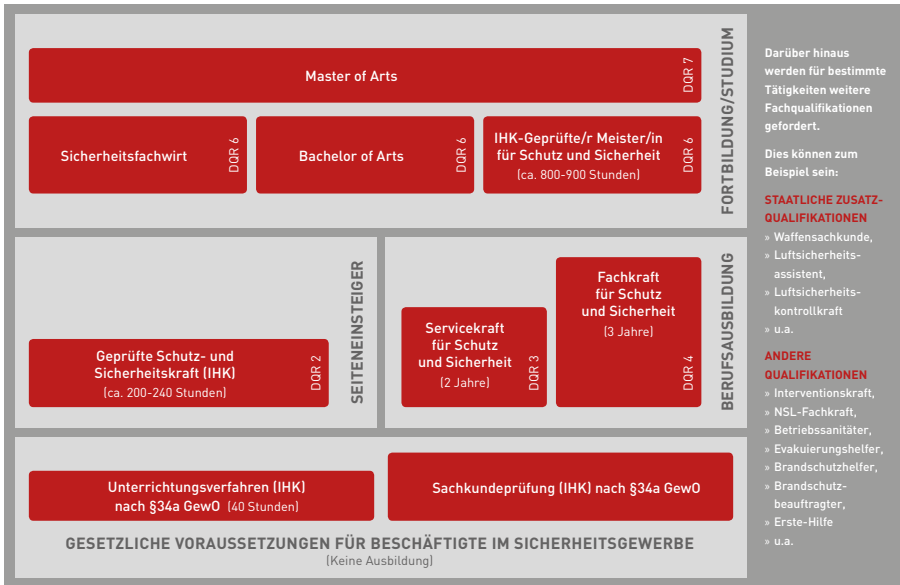 Master of Arts
DQR 7
Sicherheitsfachwirt
DQR 6
Bachelor of Arts
DQR 6
IHK-Geprüfte/r Meister/in
für Schutz und Sicherheit
(ca. 800-900 Stunden)
DQR 6
FORTBILDUNG/STUDIUM
Geprüfte Schutz- und
Sicherheitskraft (IHK)
(ca. 200-240 Stunden)
DQR 2
SEITENEINSTEIGER
Servicekraft
für Schutz
und Sicherheit
(2 Jahre)
DQR 3
Fachkraft
für Schutz
und Sicherheit
(3 Jahre)
DQR 4
BERUFSAUSBILDUNG
Unterrichtungsverfahren (IHK)
nach §34a GewO (40 Stunden)
Sachkundeprüfung (IHK) nach §34a GewO
GESETZLICHE VORAUSSETZUNGEN FÜR BESCHÄFTIGTE IM SICHERHEITSGEWERBE
(Keine Ausbildung)
Darüber hinaus
werden für bestimmte
Tätigkeiten weitere
Fachqualifikationen
gefordert.
Dies können zum
Beispiel sein:
STAATLICHE ZUSATZ-
QUALIFIKATIONEN
» Waffensachkunde,
» Luftsicherheits-
assistent,
» Luftsicherheits-
kontrollkraft
» u.a.
ANDERE
QUALIFIKATIONEN
» Interventionskraft,
» NSL-Fachkraft,
» Betriebssanitäter,
» Evakuierungshelfer,
» Brandschutzhelfer,
» Brandschutz-
beauftragter,
» Erste-Hilfe
» u.a.